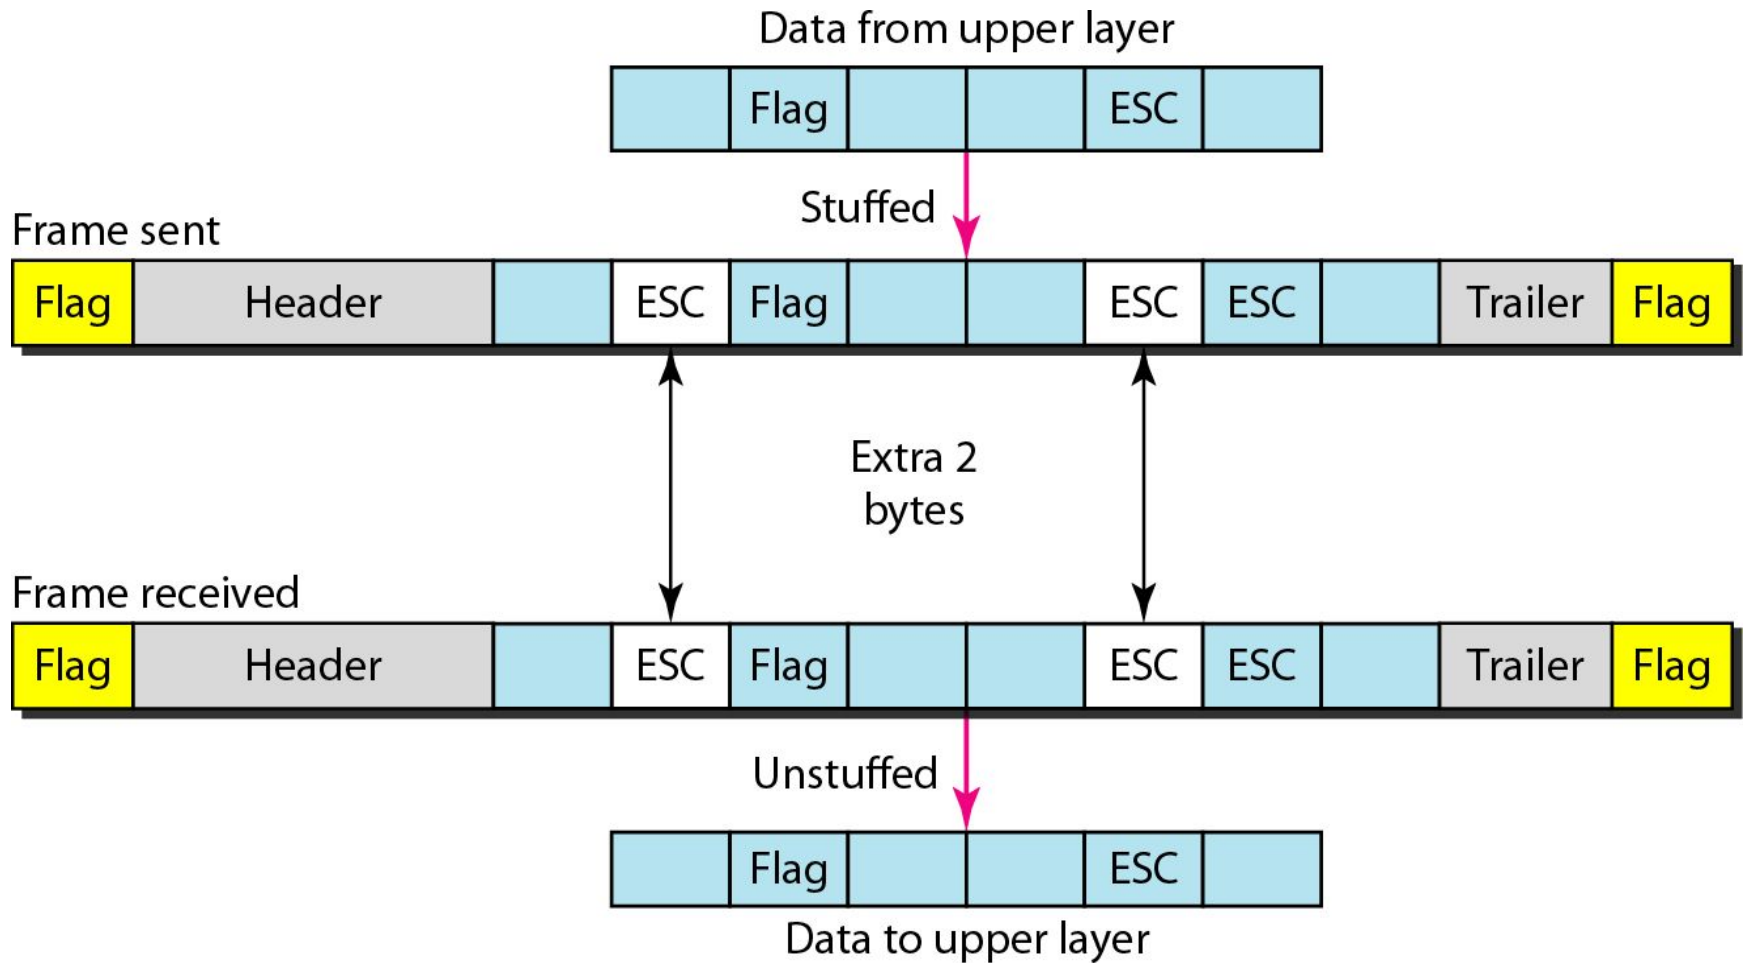 Data from upper layer
Flag ESC
Stuffed
Frame sent
Flag Header ESC Flag ESC ESC Trailer Flag
Extra 2
bytes
Frame received
Flag Header ESC Flag ESC ESC Trailer Flag
Unstuffed
Flag ESC
Data to upper layer